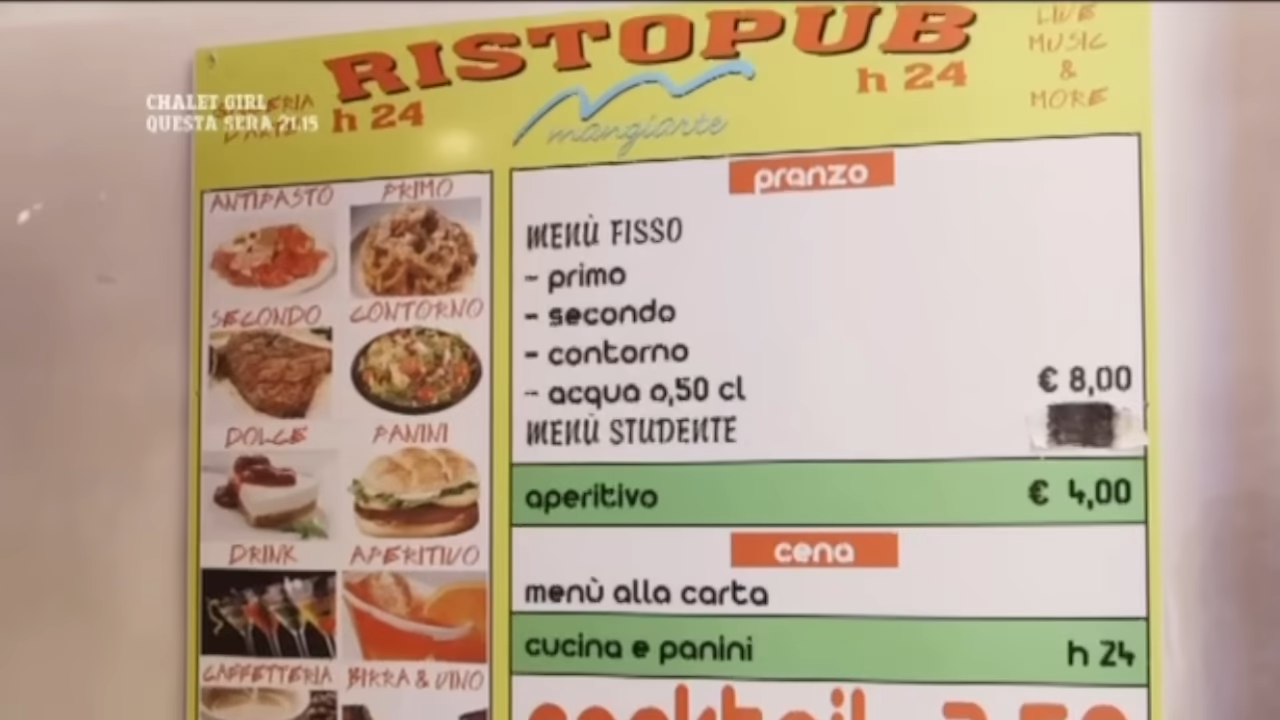 RISTOPUB
h 24
h 24
mangiarte
LIVE
MUSIC
&
MORE
CHALET GIRL
QUESTA SERA 21.15
ANTIPASTO
PRIMO
SECONDO
CONTORNO
DOLCE
PANINI
DRINK
APERITIVO
CAFFETTERIA
BIRRA & VINO
pranzo
MENÙ FISSO
- primo
- secondo
- contorno
- acqua 0,50 cl
€ 8,00
MENÙ STUDENTE
aperitivo € 4,00
cena
menù alla carta
cucina e panini h 24
cocktail